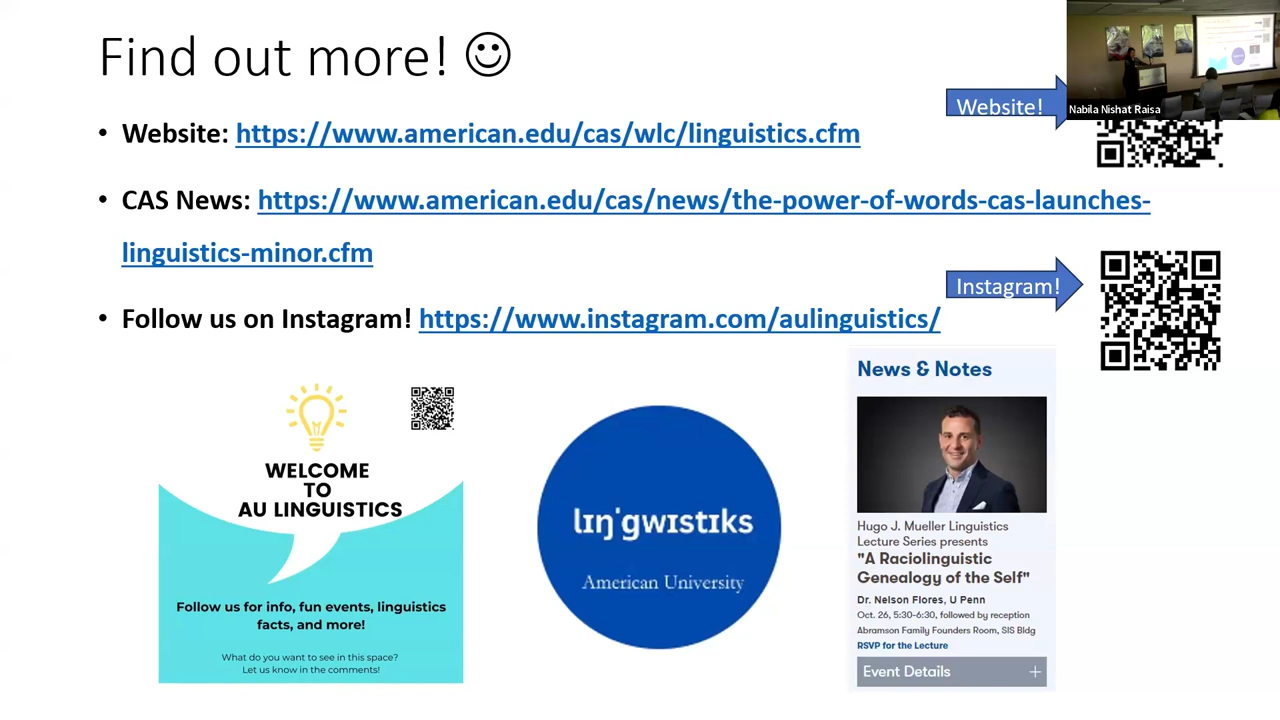 Find out more! ☺
Website!
Nabila Nishat Raisa
• Website: https://www.american.edu/cas/wlc/linguistics.cfm
• CAS News: https://www.american.edu/cas/news/the-power-of-words-cas-launches-
linguistics-minor.cfm
Instagram!
• Follow us on Instagram! https://www.instagram.com/aulinguistics/
WELCOME
TO
AU LINGUISTICS
Follow us for info, fun events, linguistics
facts, and more!
What do you want to see in this space?
Let us know in the comments!
lɪŋˈgwɪstɪks
American University
News & Notes
Hugo J. Mueller Linguistics
Lecture Series presents
"A Raciolinguistic
Genealogy of the Self"
Dr. Nelson Flores, U Penn
Oct. 26, 5:30-6:30, followed by reception
Abramson Family Founders Room, SIS Bldg
RSVP for the Lecture
Event Details +